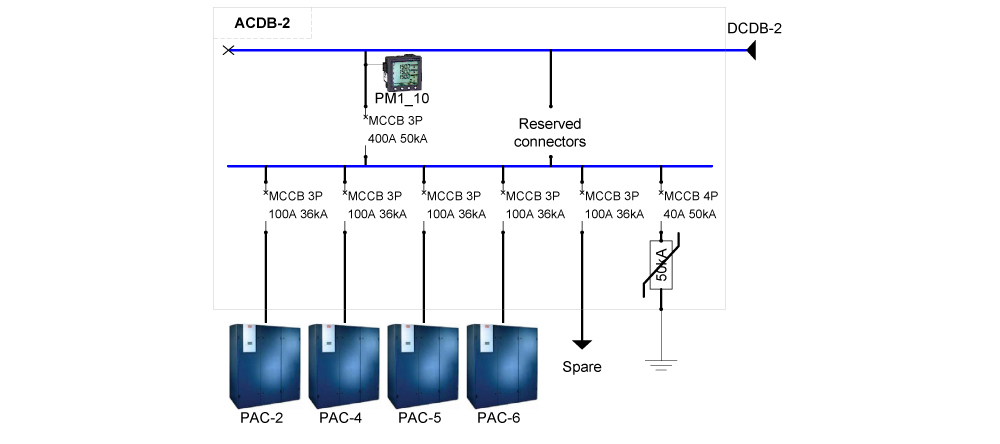 ACDB-2
DCDB-2
PM1_10
MCCB 3P
400A 50kA
Reserved
connectors
MCCB 3P
100A 36kA
MCCB 3P
100A 36kA
MCCB 3P
100A 36kA
MCCB 3P
100A 36kA
MCCB 3P
100A 36kA
MCCB 4P
40A 50kA
50kA
Spare
PAC-2
PAC-4
PAC-5
PAC-6